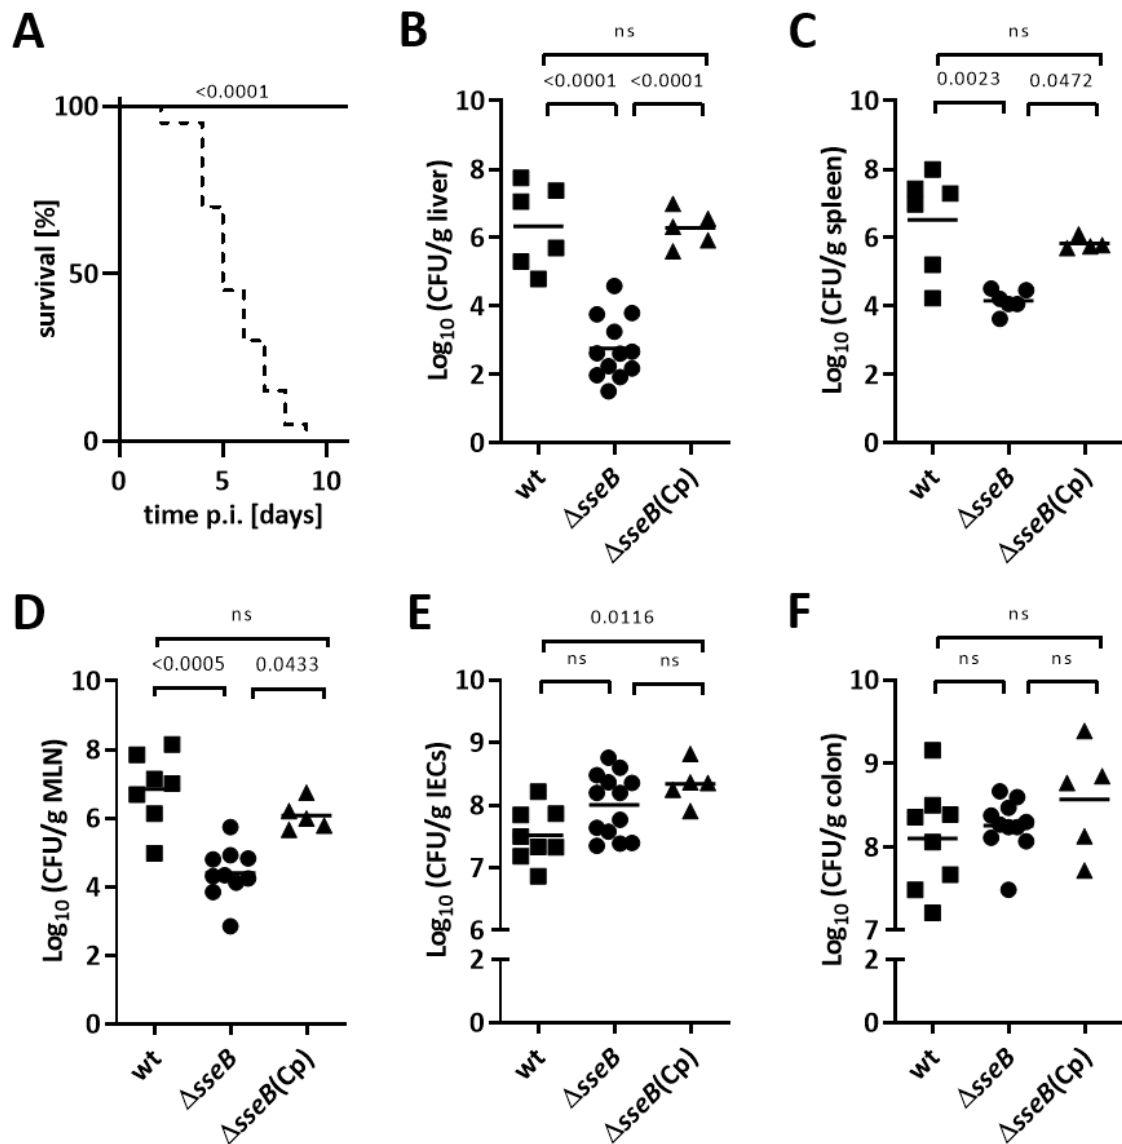 A
<0.0001
100
50
0
survival [%]
0
5
10
time p.i. [days]
B
ns
<0.0001
<0.0001
10
8
6
4
2
0
Log10 (CFU/g liver)
wt
ΔsseB
ΔsseB(Cp)
C
ns
0.0023
0.0472
10
8
6
4
2
0
Log10 (CFU/g spleen)
wt
ΔsseB
ΔsseB(Cp)
D
ns
<0.0005
0.0433
10
8
6
4
2
0
Log10 (CFU/g MLN)
wt
ΔsseB
ΔsseB(Cp)
E
0.0116
ns
ns
10
9
8
7
6
2
0
Log10 (CFU/g IECs)
wt
ΔsseB
ΔsseB(Cp)
F
ns
ns
ns
10
9
8
7
2
0
Log10 (CFU/g colon)
wt
ΔsseB
ΔsseB(Cp)